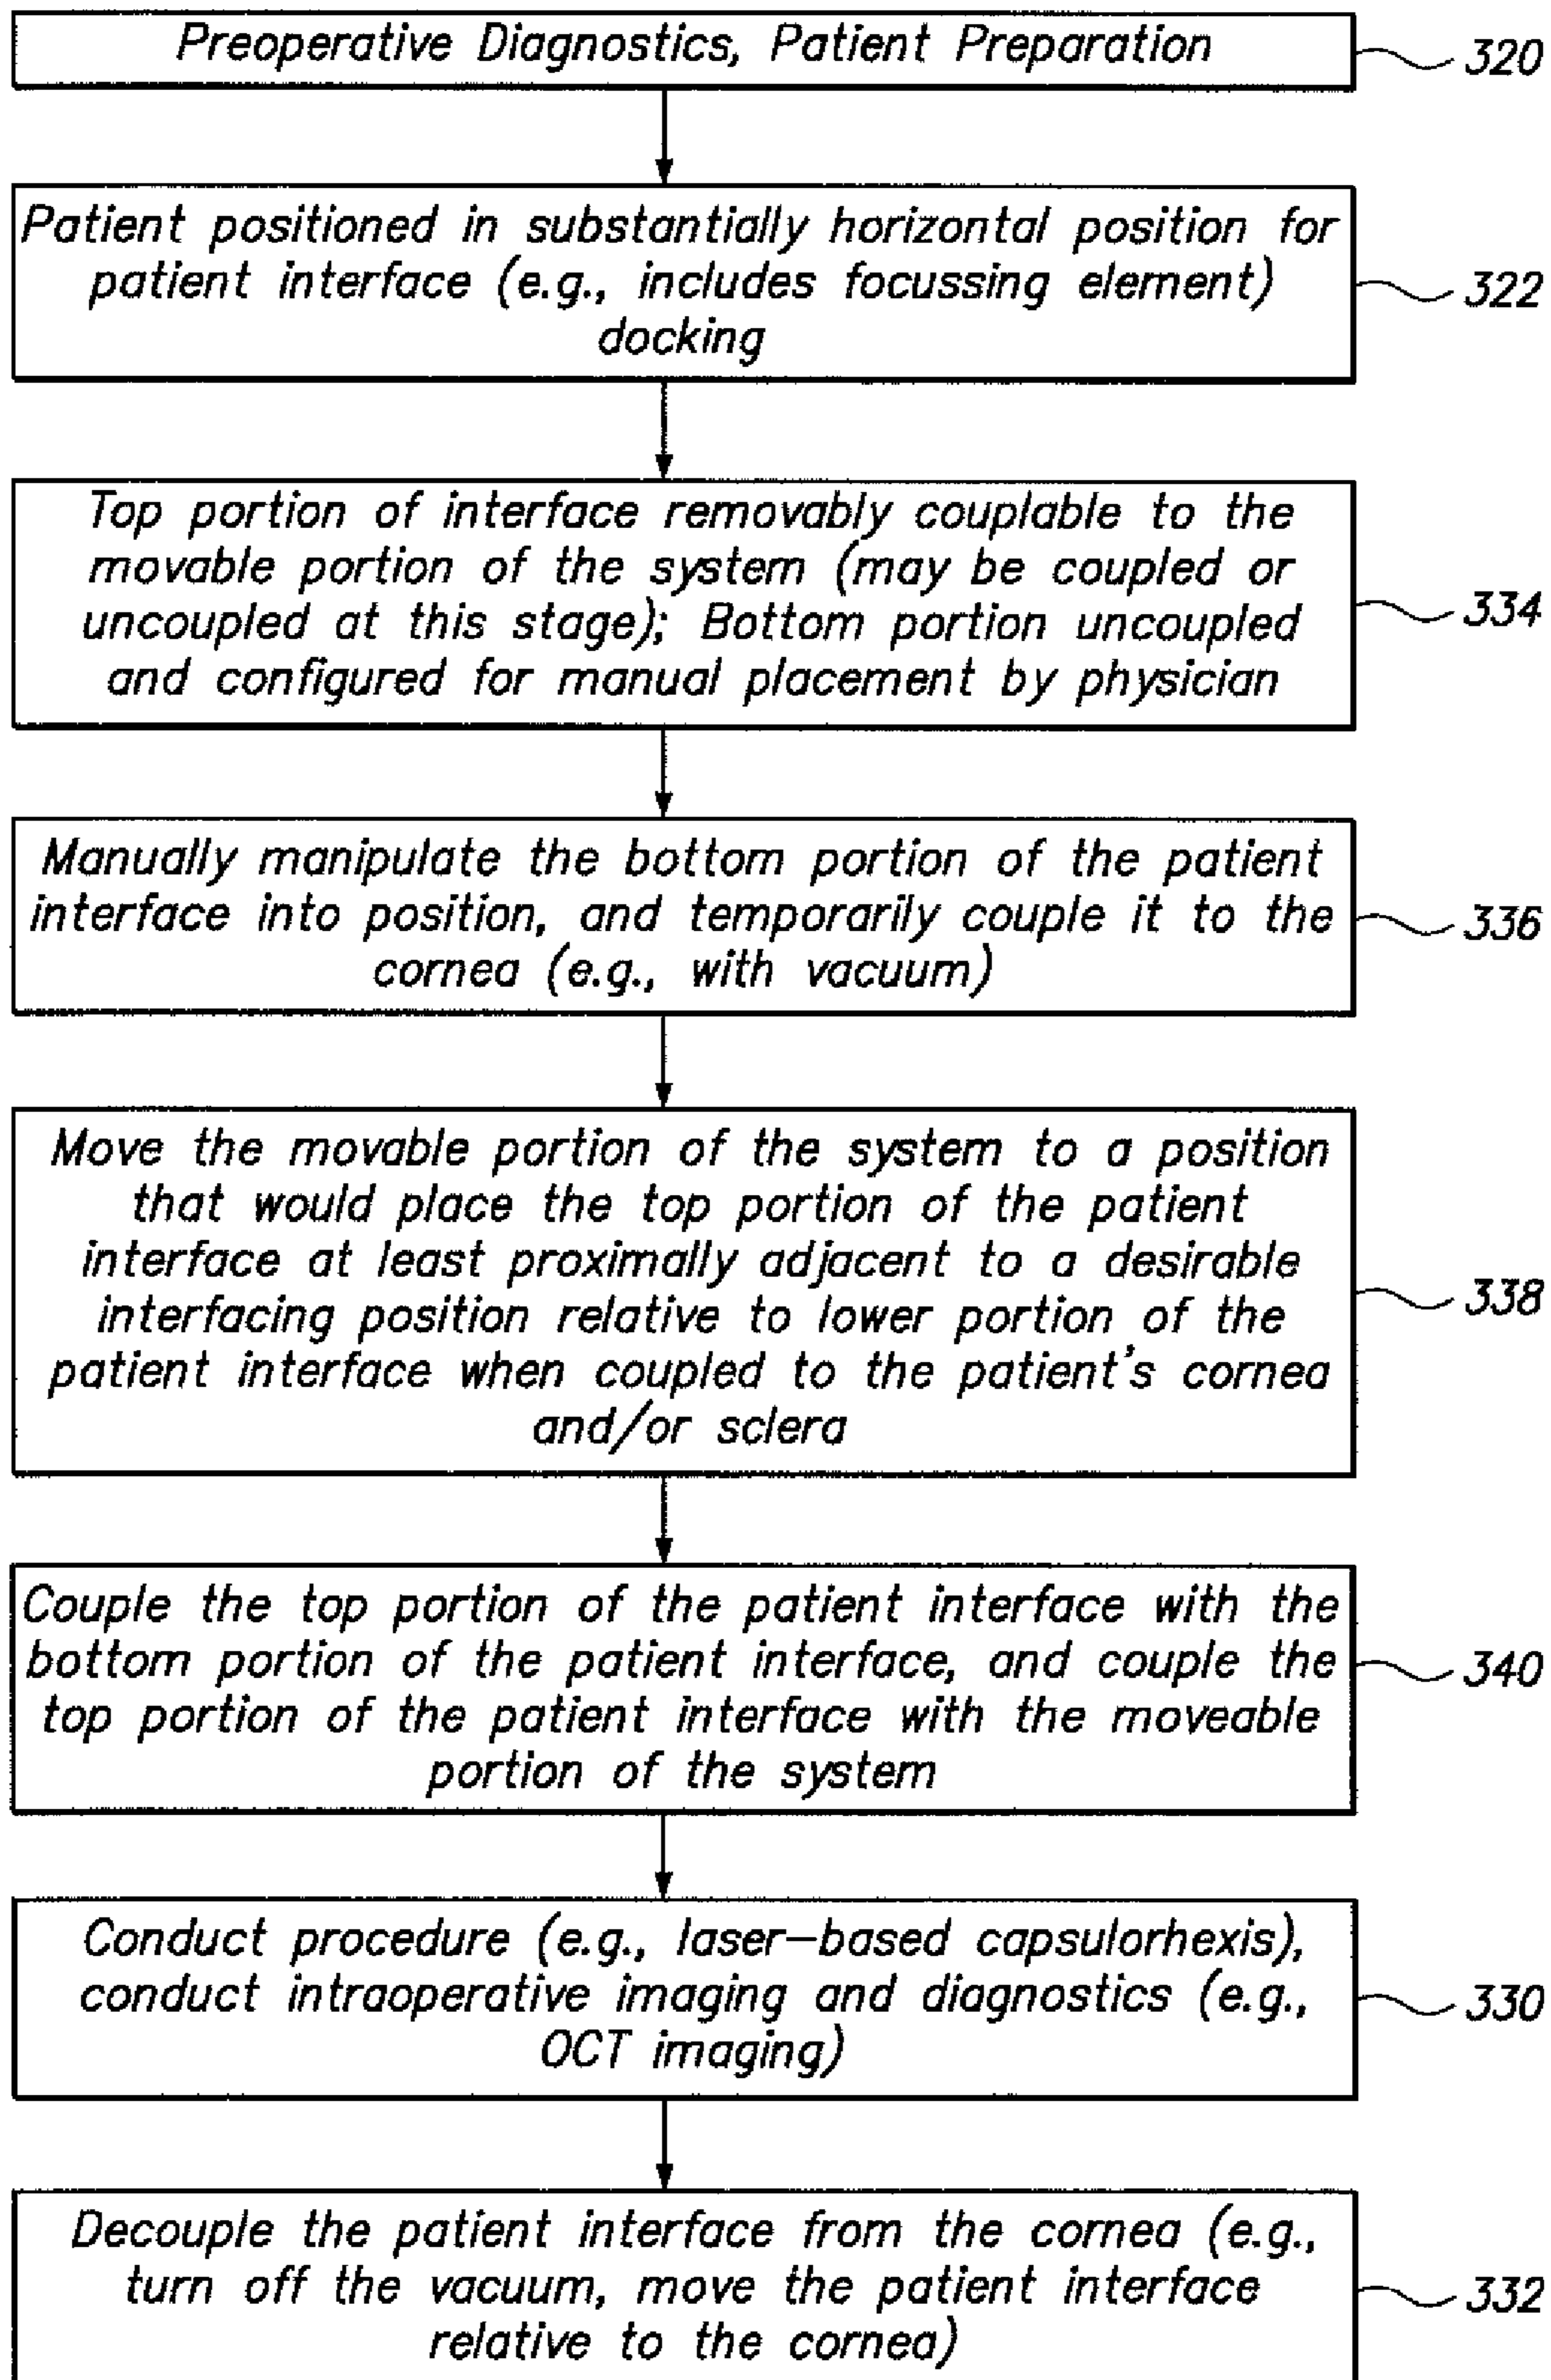 Preoperative Diagnostics, Patient Preparation
320
Patient positioned in substantially horizontal position for
patient interface (e.g., includes focussing element)
docking
322
Top portion of interface removably couplable to the
movable portion of the system (may be coupled or
uncoupled at this stage); Bottom portion uncoupled
and configured for manual placement by physician
334
Manually manipulate the bottom portion of the patient
interface into position, and temporarily couple it to the
cornea (e.g., with vacuum)
336
Move the movable portion of the system to a position
that would place the top portion of the patient
interface at least proximally adjacent to a desirable
interfacing position relative to lower portion of the
patient interface when coupled to the patient's cornea
and/or sclera
338
Couple the top portion of the patient interface with the
bottom portion of the patient interface, and couple the
top portion of the patient interface with the moveable
portion of the system
340
Conduct procedure (e.g., laser-based capsulorhexis),
conduct intraoperative imaging and diagnostics (e.g.,
OCT imaging)
330
Decouple the patient interface from the cornea (e.g.,
turn off the vacuum, move the patient interface
relative to the cornea)
332